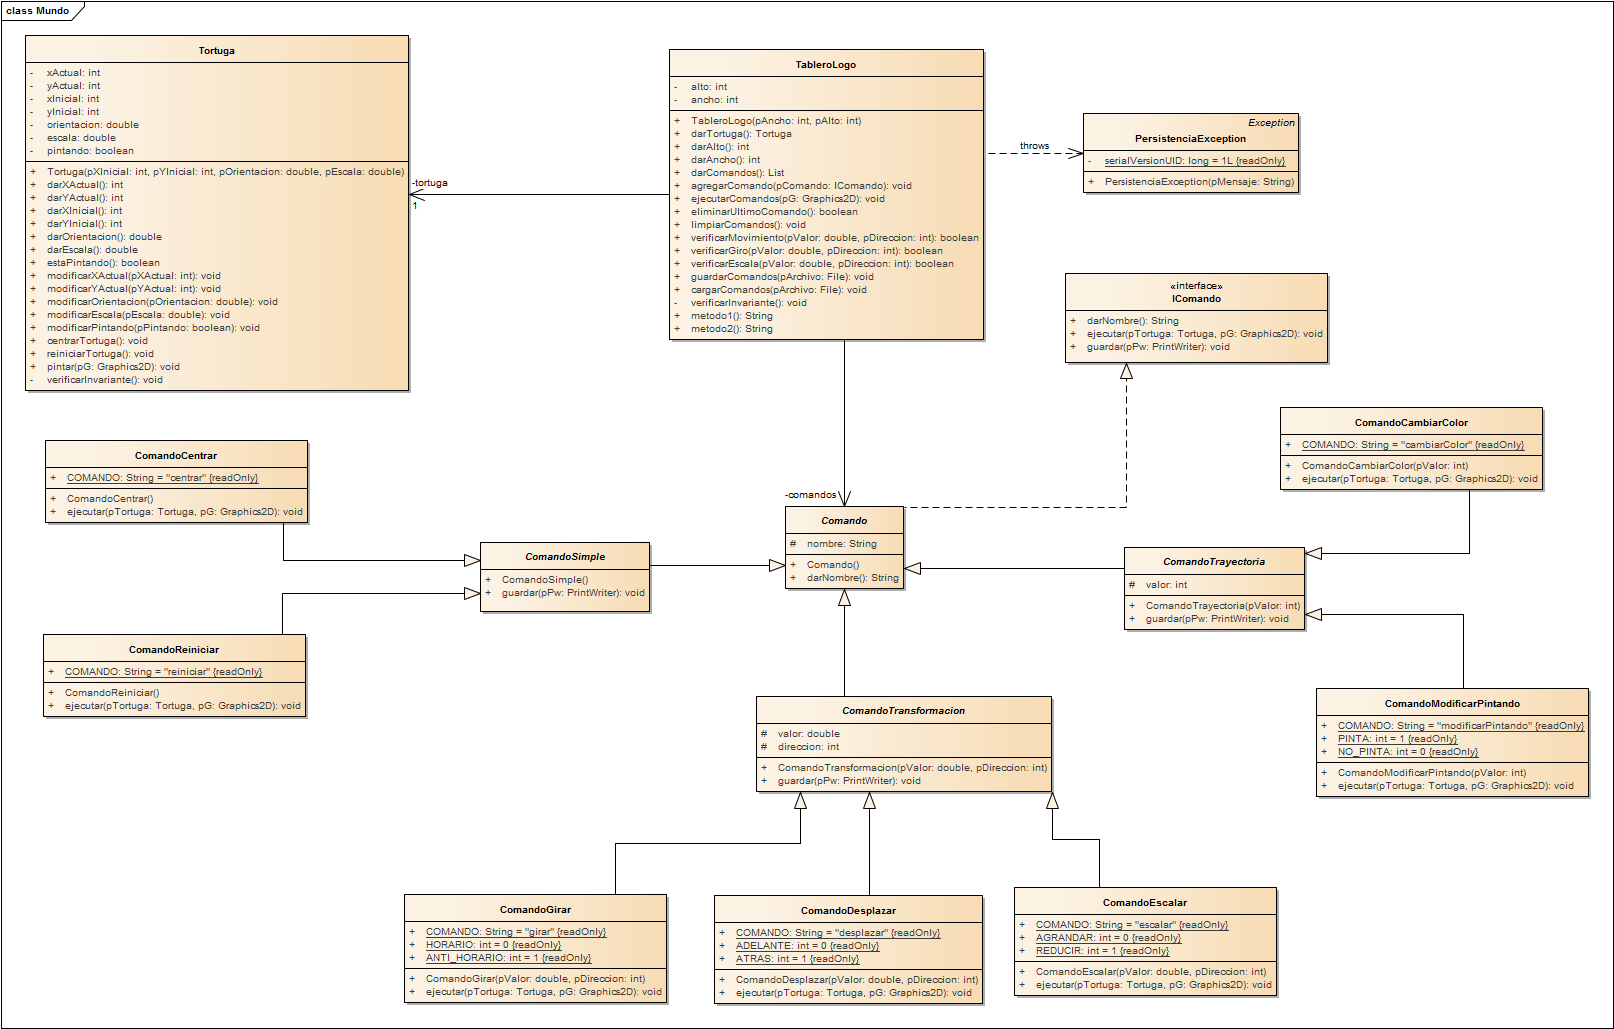 class Mundo
Tortuga
- xActual: int
- yActual: int
- xInicial: int
- yInicial: int
- orientacion: double
- escala: double
- pintando: boolean
+ Tortuga(pXInicial: int, pYInicial: int, pOrientacion: double, pEscala: double)
+ darXActual(): int
+ darYActual(): int
+ darXInicial(): int
+ darYInicial(): int
+ darOrientacion(): double
+ darEscala(): double
+ estaPintando(): boolean
+ modificarXActual(pXActual: int): void
+ modificarYActual(pYActual: int): void
+ modificarOrientacion(pOrientacion: double): void
+ modificarEscala(pEscala: double): void
+ modificarPintando(pPintando: boolean): void
+ centrarTortuga(): void
+ reiniciarTortuga(): void
+ pintar(pG: Graphics2D): void
- verificarInvariante(): void
-tortuga
1
TableroLogo
- alto: int
- ancho: int
+ TableroLogo(pAncho: int, pAlto: int)
+ darTortuga(): Tortuga
+ darAlto(): int
+ darAncho(): int
+ darComandos(): List
+ agregarComando(pComando: IComando): void
+ ejecutarComandos(pG: Graphics2D): void
+ eliminarUltimoComando(): boolean
+ limpiarComandos(): void
+ verificarMovimiento(pValor: double, pDireccion: int): boolean
+ verificarGiro(pValor: double, pDireccion: int): boolean
+ verificarEscala(pValor: double, pDireccion: int): boolean
+ guardarComandos(pArchivo: File): void
+ cargarComandos(pArchivo: File): void
- verificarInvariante(): void
+ metodo1(): String
+ metodo2(): String
throws
Exception
PersistenciaException
- serialVersionUID: long = 1L {readOnly}
+ PersistenciaException(pMensaje: String)
«interface»
IComando
+ darNombre(): String
+ ejecutar(pTortuga: Tortuga, pG: Graphics2D): void
+ guardar(pPw: PrintWriter): void
ComandoCambiarColor
+ COMANDO: String = "cambiarColor" {readOnly}
+ ComandoCambiarColor(pValor: int)
+ ejecutar(pTortuga: Tortuga, pG: Graphics2D): void
ComandoCentrar
+ COMANDO: String = "centrar" {readOnly}
+ ComandoCentrar()
+ ejecutar(pTortuga: Tortuga, pG: Graphics2D): void
-comandos
Comando
# nombre: String
+ Comando()
+ darNombre(): String
ComandoSimple
+ ComandoSimple()
+ guardar(pPw: PrintWriter): void
ComandoTrayectoria
# valor: int
+ ComandoTrayectoria(pValor: int)
+ guardar(pPw: PrintWriter): void
ComandoReiniciar
+ COMANDO: String = "reiniciar" {readOnly}
+ ComandoReiniciar()
+ ejecutar(pTortuga: Tortuga, pG: Graphics2D): void
ComandoTransformacion
# valor: double
# direccion: int
+ ComandoTransformacion(pValor: double, pDireccion: int)
+ guardar(pPw: PrintWriter): void
ComandoModificarPintando
+ COMANDO: String = "modificarPintando" {readOnly}
+ PINTA: int = 1 {readOnly}
+ NO_PINTA: int = 0 {readOnly}
+ ComandoModificarPintando(pValor: int)
+ ejecutar(pTortuga: Tortuga, pG: Graphics2D): void
ComandoGirar
+ COMANDO: String = "girar" {readOnly}
+ HORARIO: int = 0 {readOnly}
+ ANTI_HORARIO: int = 1 {readOnly}
+ ComandoGirar(pValor: double, pDireccion: int)
+ ejecutar(pTortuga: Tortuga, pG: Graphics2D): void
ComandoDesplazar
+ COMANDO: String = "desplazar" {readOnly}
+ ADELANTE: int = 0 {readOnly}
+ ATRAS: int = 1 {readOnly}
+ ComandoDesplazar(pValor: double, pDireccion: int)
+ ejecutar(pTortuga: Tortuga, pG: Graphics2D): void
ComandoEscalar
+ COMANDO: String = "escalar" {readOnly}
+ AGRANDAR: int = 0 {readOnly}
+ REDUCIR: int = 1 {readOnly}
+ ComandoEscalar(pValor: double, pDireccion: int)
+ ejecutar(pTortuga: Tortuga, pG: Graphics2D): void